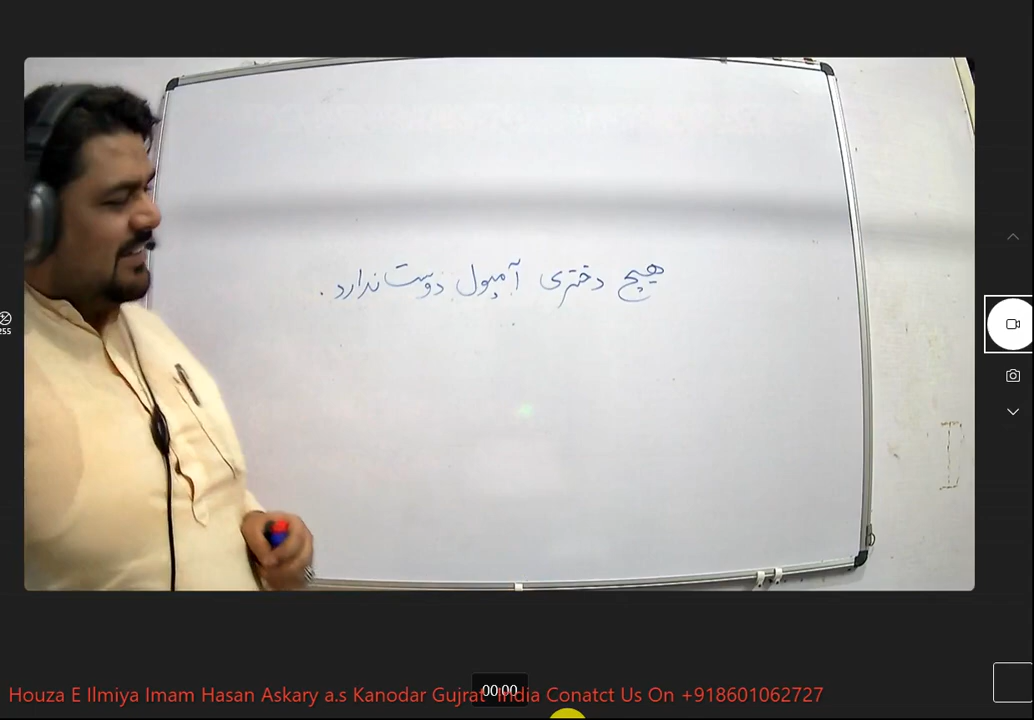 هیچ دختری آمپول دوست ندارد.
255
00:00
Houza E Ilmiya Imam Hasan Askary a.s Kanodar Gujrat India Conatct Us On +918601062727